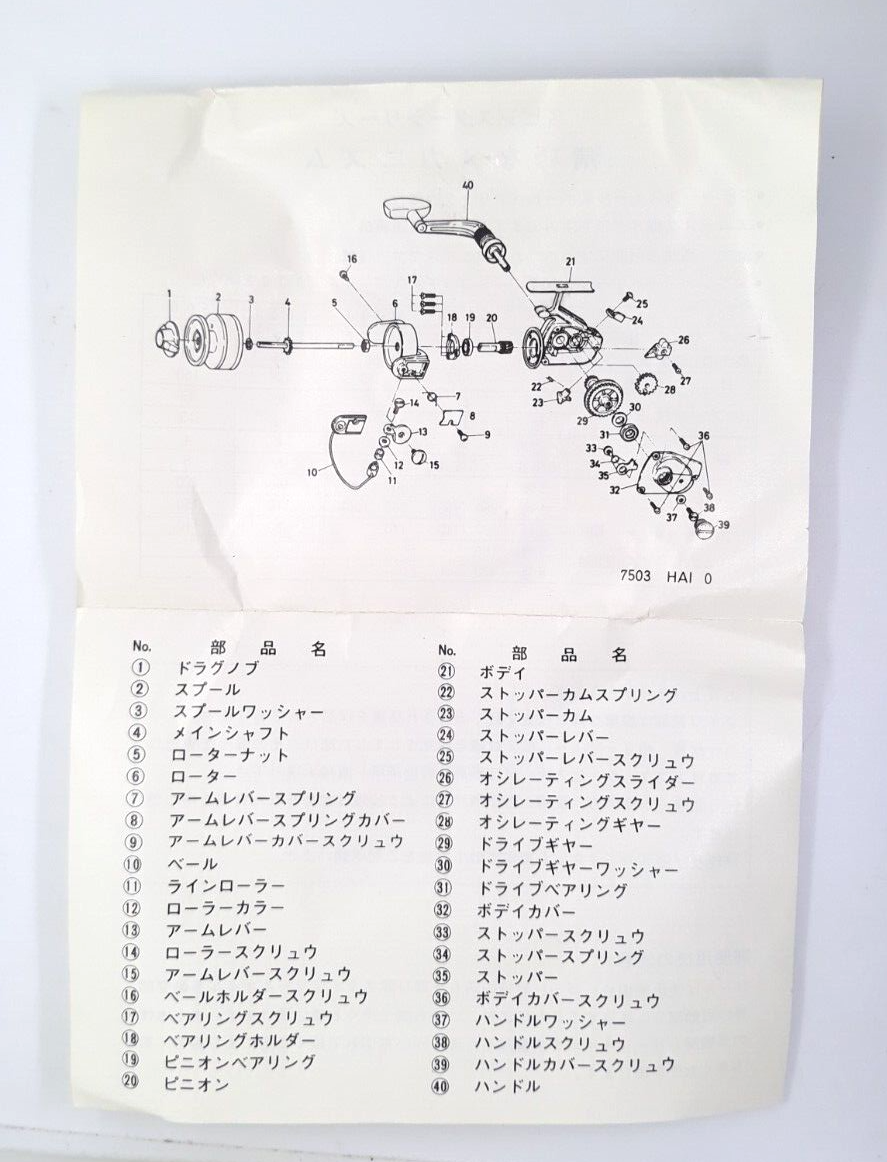 40
16
21
1
2
3
4
5
6
17
18
19
20
25
24
26
22
23
27
28
7
14
8
29
30
13
9
31
36
10
12
15
33
34
11
35
32
37
38
39
7503 HAI 0
No. 部品名
① ドラグノブ
② スプール
③ スプールワッシャー
④ メインシャフト
⑤ ローターナット
⑥ ローター
⑦ アームレバースプリング
⑧ アームレバースプリングカバー
⑨ アームレバーカバースクリュウ
⑩ ベール
⑪ ラインローラー
⑫ ローラーカラー
⑬ アームレバー
⑭ ローラースクリュウ
⑮ アームレバースクリュウ
⑯ ベールホルダースクリュウ
⑰ ベアリングスクリュウ
⑱ ベアリングホルダー
⑲ ピニオンベアリング
⑳ ピニオン
No. 部品名
㉑ ボデイ
㉒ ストッパーカムスプリング
㉓ ストッパーカム
㉔ ストッパーレバー
㉕ ストッパーレバースクリュウ
㉖ オシレーティングスライダー
㉗ オシレーティングスクリュウ
㉘ オシレーティングギヤー
㉙ ドライブギヤー
㉚ ドライブギヤーワッシャー
㉛ ドライブベアリング
㉜ ボデイカバー
㉝ ストッパースクリュウ
㉞ ストッパースプリング
㉟ ストッパー
㊱ ボデイカバースクリュウ
㊲ ハンドルワッシャー
㊳ ハンドルスクリュウ
㊴ ハンドルカバースクリュウ
㊵ ハンドル